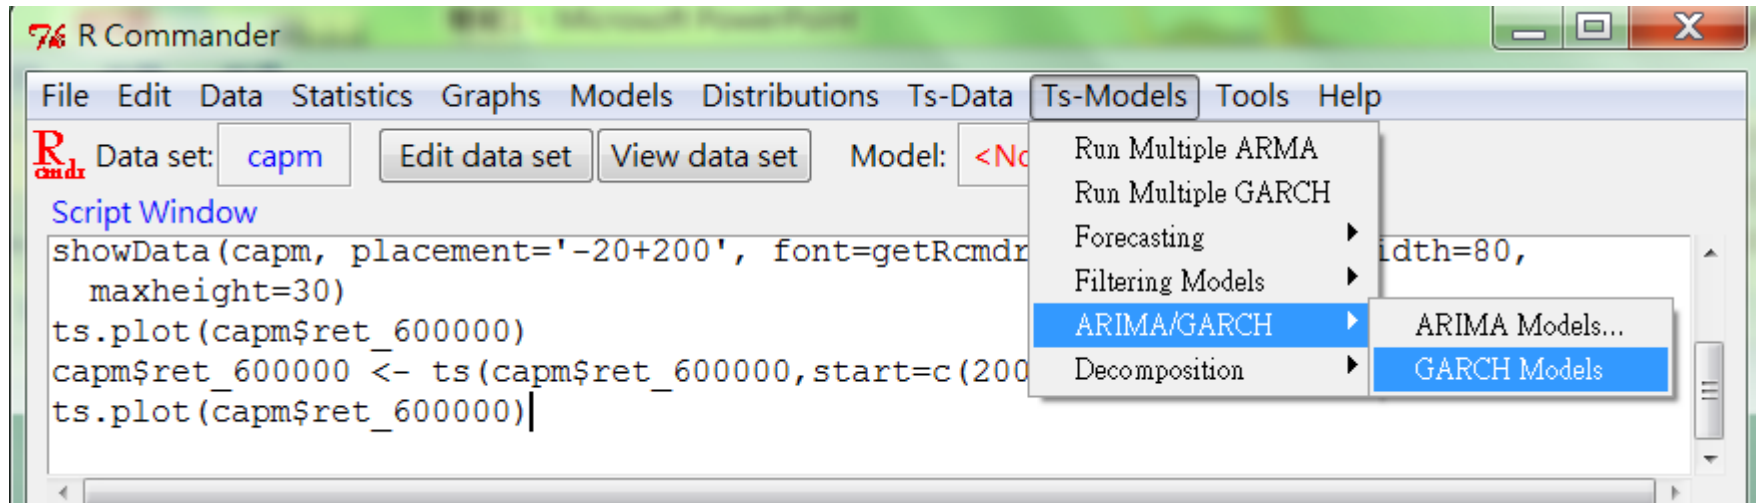 R Commander
File Edit Data Statistics Graphs Models Distributions Ts-Data Ts-Models Tools Help
R cmdr Data set: capm Edit data set View data set Model: <No
Script Window
showData(capm, placement='-20+200', font=getRcmdr idth=80,
maxheight=30)
ts.plot(capm$ret_600000)
capm$ret_600000 <- ts(capm$ret_600000,start=c(200
ts.plot(capm$ret_600000)
Run Multiple ARMA
Run Multiple GARCH
Forecasting
Filtering Models
ARIMA/GARCH
Decomposition
ARIMA Models...
GARCH Models